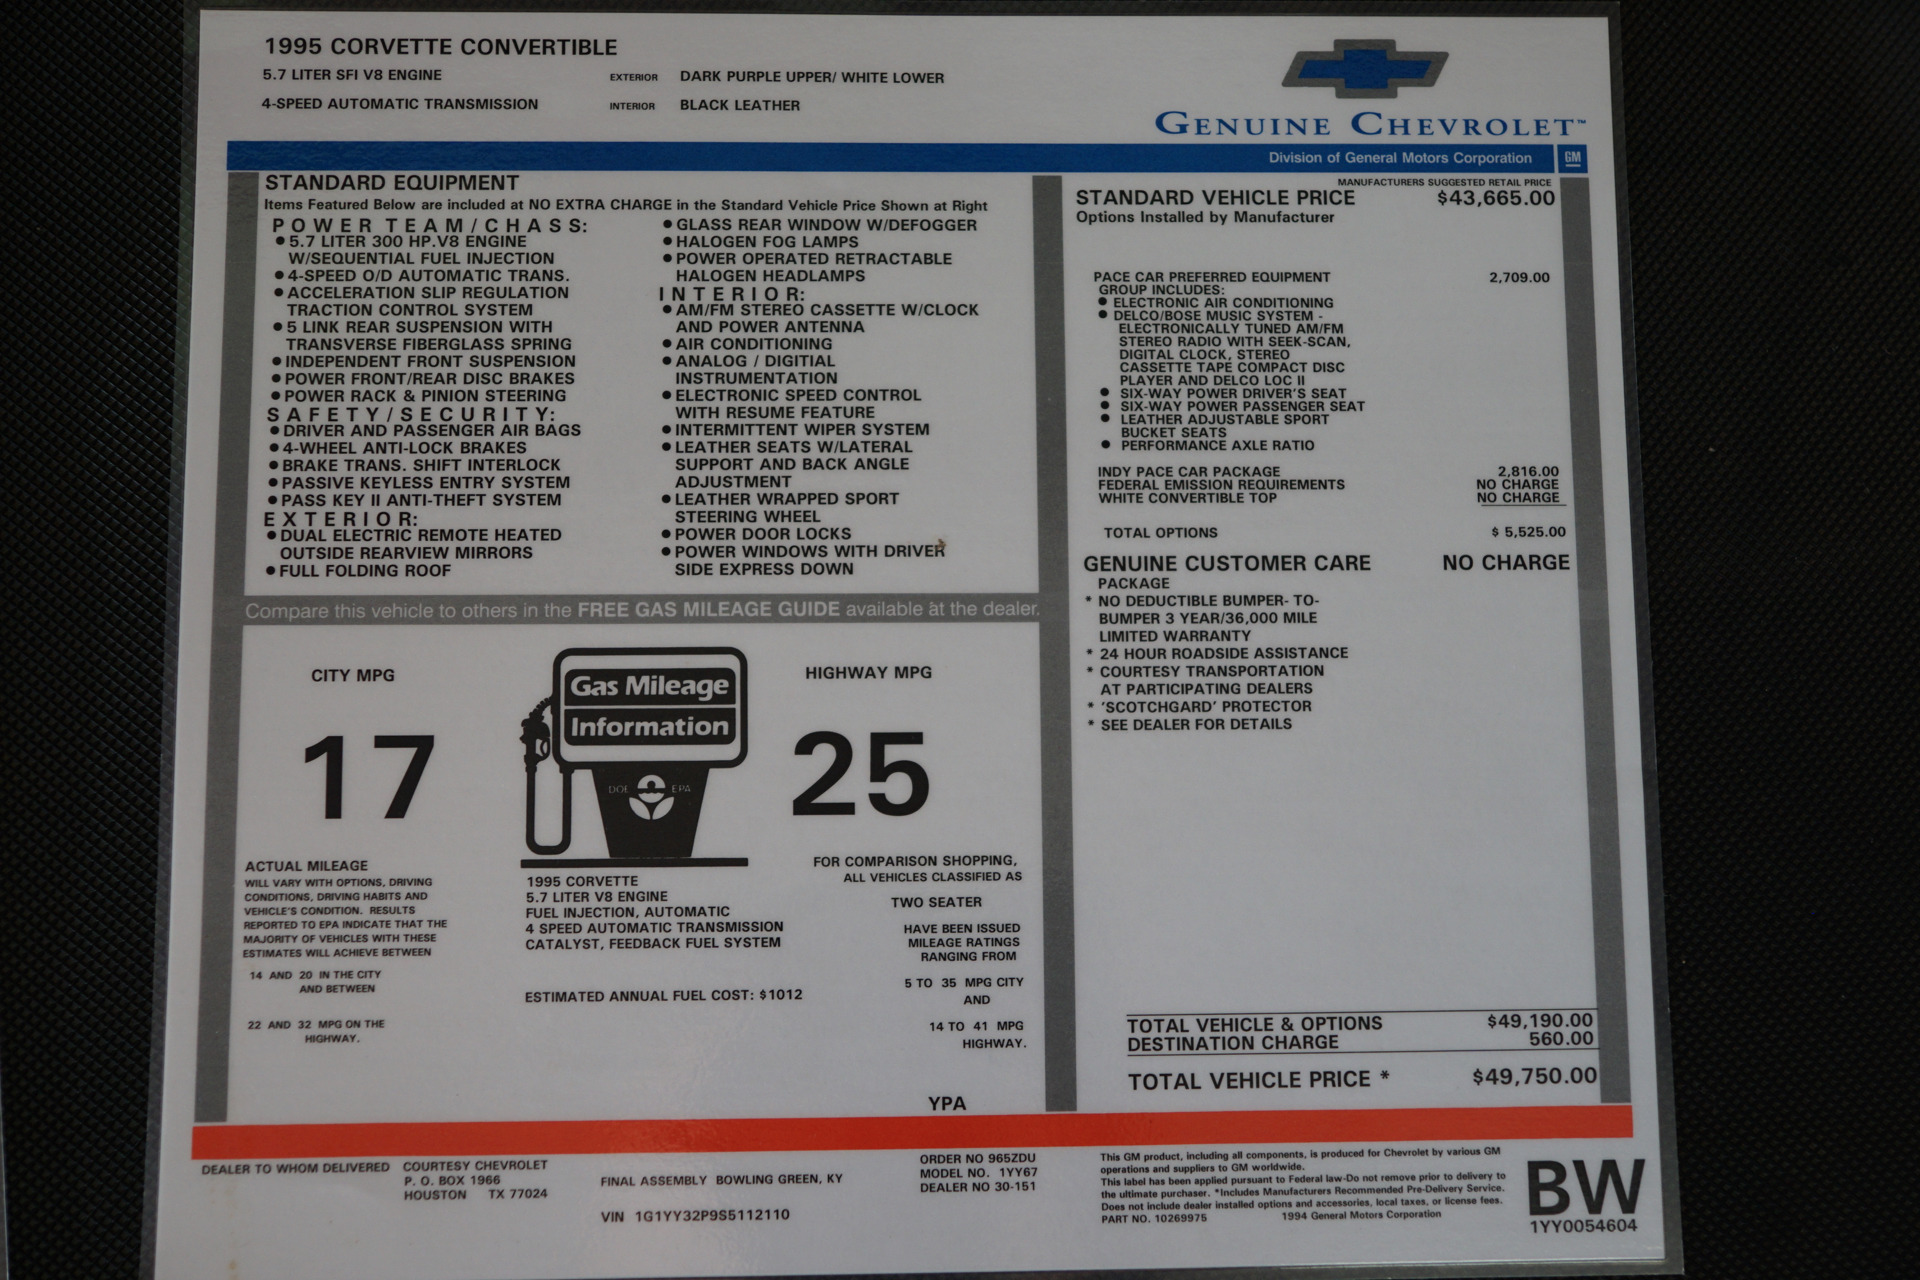 1995 CORVETTE CONVERTIBLE
5.7 LITER SFI V8 ENGINE
EXTERIOR DARK PURPLE UPPER/ WHITE LOWER
4-SPEED AUTOMATIC TRANSMISSION
INTERIOR BLACK LEATHER
GENUINE CHEVROLET™
Division of General Motors Corporation GM
STANDARD EQUIPMENT
Items Featured Below are included at NO EXTRA CHARGE in the Standard Vehicle Price Shown at Right
POWER TEAM/CHASS:
● 5.7 LITER 300 HP.V8 ENGINE
W/SEQUENTIAL FUEL INJECTION
● 4-SPEED O/D AUTOMATIC TRANS.
● ACCELERATION SLIP REGULATION
TRACTION CONTROL SYSTEM
● 5 LINK REAR SUSPENSION WITH
TRANSVERSE FIBERGLASS SPRING
● INDEPENDENT FRONT SUSPENSION
● POWER FRONT/REAR DISC BRAKES
● POWER RACK & PINION STEERING
SAFETY/SECURITY:
● DRIVER AND PASSENGER AIR BAGS
● 4-WHEEL ANTI-LOCK BRAKES
● BRAKE TRANS. SHIFT INTERLOCK
● PASSIVE KEYLESS ENTRY SYSTEM
● PASS KEY II ANTI-THEFT SYSTEM
EXTERIOR:
● DUAL ELECTRIC REMOTE HEATED
OUTSIDE REARVIEW MIRRORS
● FULL FOLDING ROOF
● GLASS REAR WINDOW W/DEFOGGER
● HALOGEN FOG LAMPS
● POWER OPERATED RETRACTABLE
HALOGEN HEADLAMPS
INTERIOR:
● AM/FM STEREO CASSETTE W/CLOCK
AND POWER ANTENNA
● AIR CONDITIONING
● ANALOG / DIGITIAL
INSTRUMENTATION
● ELECTRONIC SPEED CONTROL
WITH RESUME FEATURE
● INTERMITTENT WIPER SYSTEM
● LEATHER SEATS W/LATERAL
SUPPORT AND BACK ANGLE
ADJUSTMENT
● LEATHER WRAPPED SPORT
STEERING WHEEL
● POWER DOOR LOCKS
● POWER WINDOWS WITH DRIVER
SIDE EXPRESS DOWN
MANUFACTURERS SUGGESTED RETAIL PRICE
STANDARD VEHICLE PRICE $43,665.00
Options Installed by Manufacturer
PACE CAR PREFERRED EQUIPMENT 2,709.00
GROUP INCLUDES:
● ELECTRONIC AIR CONDITIONING
● DELCO/BOSE MUSIC SYSTEM -
ELECTRONICALLY TUNED AM/FM
STEREO RADIO WITH SEEK-SCAN,
DIGITAL CLOCK, STEREO
CASSETTE TAPE COMPACT DISC
PLAYER AND DELCO LOC II
● SIX-WAY POWER DRIVER'S SEAT
● SIX-WAY POWER PASSENGER SEAT
● LEATHER ADJUSTABLE SPORT
BUCKET SEATS
● PERFORMANCE AXLE RATIO
INDY PACE CAR PACKAGE 2,816.00
FEDERAL EMISSION REQUIREMENTS NO CHARGE
WHITE CONVERTIBLE TOP NO CHARGE
TOTAL OPTIONS $ 5,525.00
GENUINE CUSTOMER CARE NO CHARGE
PACKAGE
* NO DEDUCTIBLE BUMPER- TO-
BUMPER 3 YEAR/36,000 MILE
LIMITED WARRANTY
* 24 HOUR ROADSIDE ASSISTANCE
* COURTESY TRANSPORTATION
AT PARTICIPATING DEALERS
* 'SCOTCHGARD' PROTECTOR
* SEE DEALER FOR DETAILS
TOTAL VEHICLE & OPTIONS $49,190.00
DESTINATION CHARGE 560.00
TOTAL VEHICLE PRICE * $49,750.00
Compare this vehicle to others in the FREE GAS MILEAGE GUIDE available at the dealer.
CITY MPG
17
Gas Mileage
Information
DOE EPA
HIGHWAY MPG
25
ACTUAL MILEAGE
WILL VARY WITH OPTIONS, DRIVING
CONDITIONS, DRIVING HABITS AND
VEHICLE'S CONDITION. RESULTS
REPORTED TO EPA INDICATE THAT THE
MAJORITY OF VEHICLES WITH THESE
ESTIMATES WILL ACHIEVE BETWEEN
14 AND 20 IN THE CITY
AND BETWEEN
22 AND 32 MPG ON THE
HIGHWAY.
1995 CORVETTE
5.7 LITER V8 ENGINE
FUEL INJECTION, AUTOMATIC
4 SPEED AUTOMATIC TRANSMISSION
CATALYST, FEEDBACK FUEL SYSTEM
ESTIMATED ANNUAL FUEL COST: $1012
FOR COMPARISON SHOPPING,
ALL VEHICLES CLASSIFIED AS
TWO SEATER
HAVE BEEN ISSUED
MILEAGE RATINGS
RANGING FROM
5 TO 35 MPG CITY
AND
14 TO 41 MPG
HIGHWAY.
YPA
DEALER TO WHOM DELIVERED COURTESY CHEVROLET
P. O. BOX 1966
HOUSTON TX 77024
FINAL ASSEMBLY BOWLING GREEN, KY
VIN 1G1YY32P9S5112110
ORDER NO 965ZDU
MODEL NO. 1YY67
DEALER NO 30-151
This GM product, including all components, is produced for Chevrolet by various GM
operations and suppliers to GM worldwide.
This label has been applied pursuant to Federal law-Do not remove prior to delivery to
the ultimate purchaser. *Includes Manufacturers Recommended Pre-Delivery Service.
Does not include dealer installed options and accessories, local taxes, or license fees.
PART NO. 10269975 1994 General Motors Corporation
BW
1YY0054604